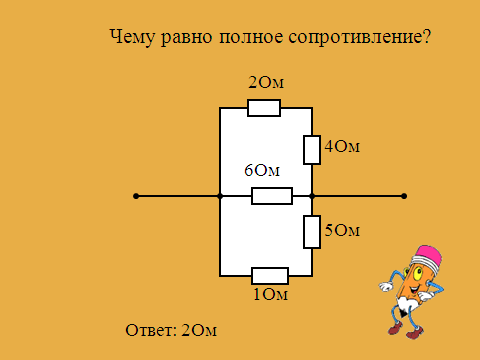 Чему равно полное сопротивление?
2Ом
4Ом
6Ом
5Ом
1Ом
Ответ: 2Ом